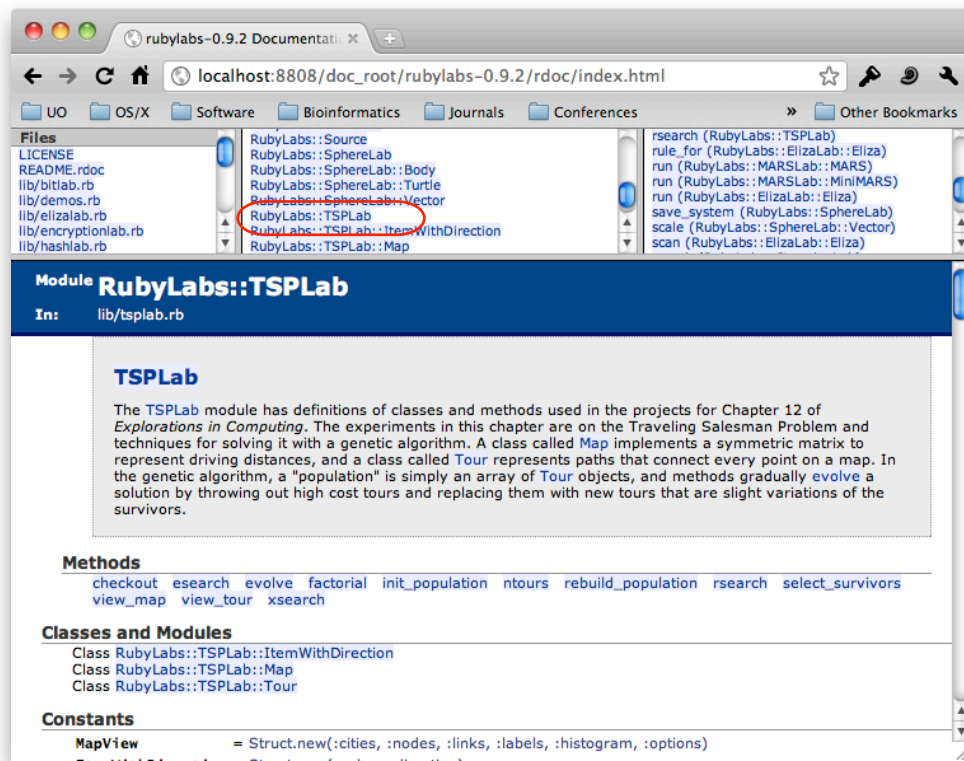 rubylabs-0.9.2 Documentati
localhost:8808/doc_root/rubylabs-0.9.2/rdoc/index.html
UO OS/X Software Bioinformatics Journals Conferences » Other Bookmarks
Files
LICENSE
README.rdoc
lib/bitlab.rb
lib/demos.rb
lib/elizalab.rb
lib/encryptionlab.rb
lib/hashlab.rb
RubyLabs::Source
RubyLabs::SphereLab
RubyLabs::SphereLab::Body
RubyLabs::SphereLab::Turtle
RubyLabs::SphereLab::Vector
RubyLabs::TSPLab
RubyLabs::TSPLab::ItemWithDirection
RubyLabs::TSPLab::Map
rsearch (RubyLabs::TSPLab)
rule_for (RubyLabs::ElizaLab::Eliza)
run (RubyLabs::MARSLab::MARS)
run (RubyLabs::MARSLab::MiniMARS)
run (RubyLabs::ElizaLab::Eliza)
save_system (RubyLabs::SphereLab)
scale (RubyLabs::SphereLab::Vector)
scan (RubyLabs::ElizaLab::Eliza)
Module RubyLabs::TSPLab
In: lib/tsplab.rb
TSPLab
The TSPLab module has definitions of classes and methods used in the projects for Chapter 12 of
Explorations in Computing. The experiments in this chapter are on the Traveling Salesman Problem and
techniques for solving it with a genetic algorithm. A class called Map implements a symmetric matrix to
represent driving distances, and a class called Tour represents paths that connect every point on a map. In
the genetic algorithm, a "population" is simply an array of Tour objects, and methods gradually evolve a
solution by throwing out high cost tours and replacing them with new tours that are slight variations of the
survivors.
Methods
checkout esearch evolve factorial init_population ntours rebuild_population rsearch select_survivors
view_map view_tour xsearch
Classes and Modules
Class RubyLabs::TSPLab::ItemWithDirection
Class RubyLabs::TSPLab::Map
Class RubyLabs::TSPLab::Tour
Constants
MapView = Struct.new(:cities, :nodes, :links, :labels, :histogram, :options)